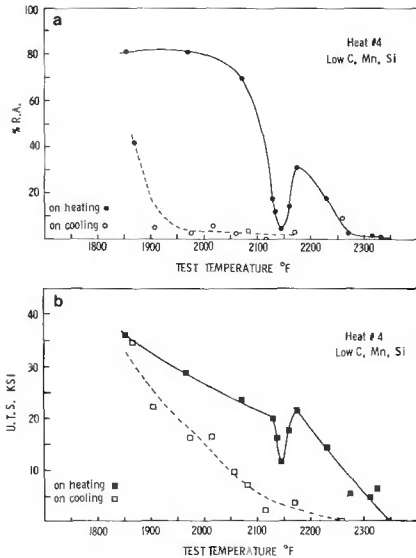 a
Heat #4
Low C, Mn, Si
% R.A.
80
60
40
20
on heating
on cooling
1800 1900 2000 2100 2200 2300
TEST TEMPERATURE °F
b
Heat #4
Low C, Mn, Si
U.T.S. KSI
40
30
20
10
on heating
on cooling
1800 1900 2000 2100 2200 2300
TEST TEMPERATURE °F